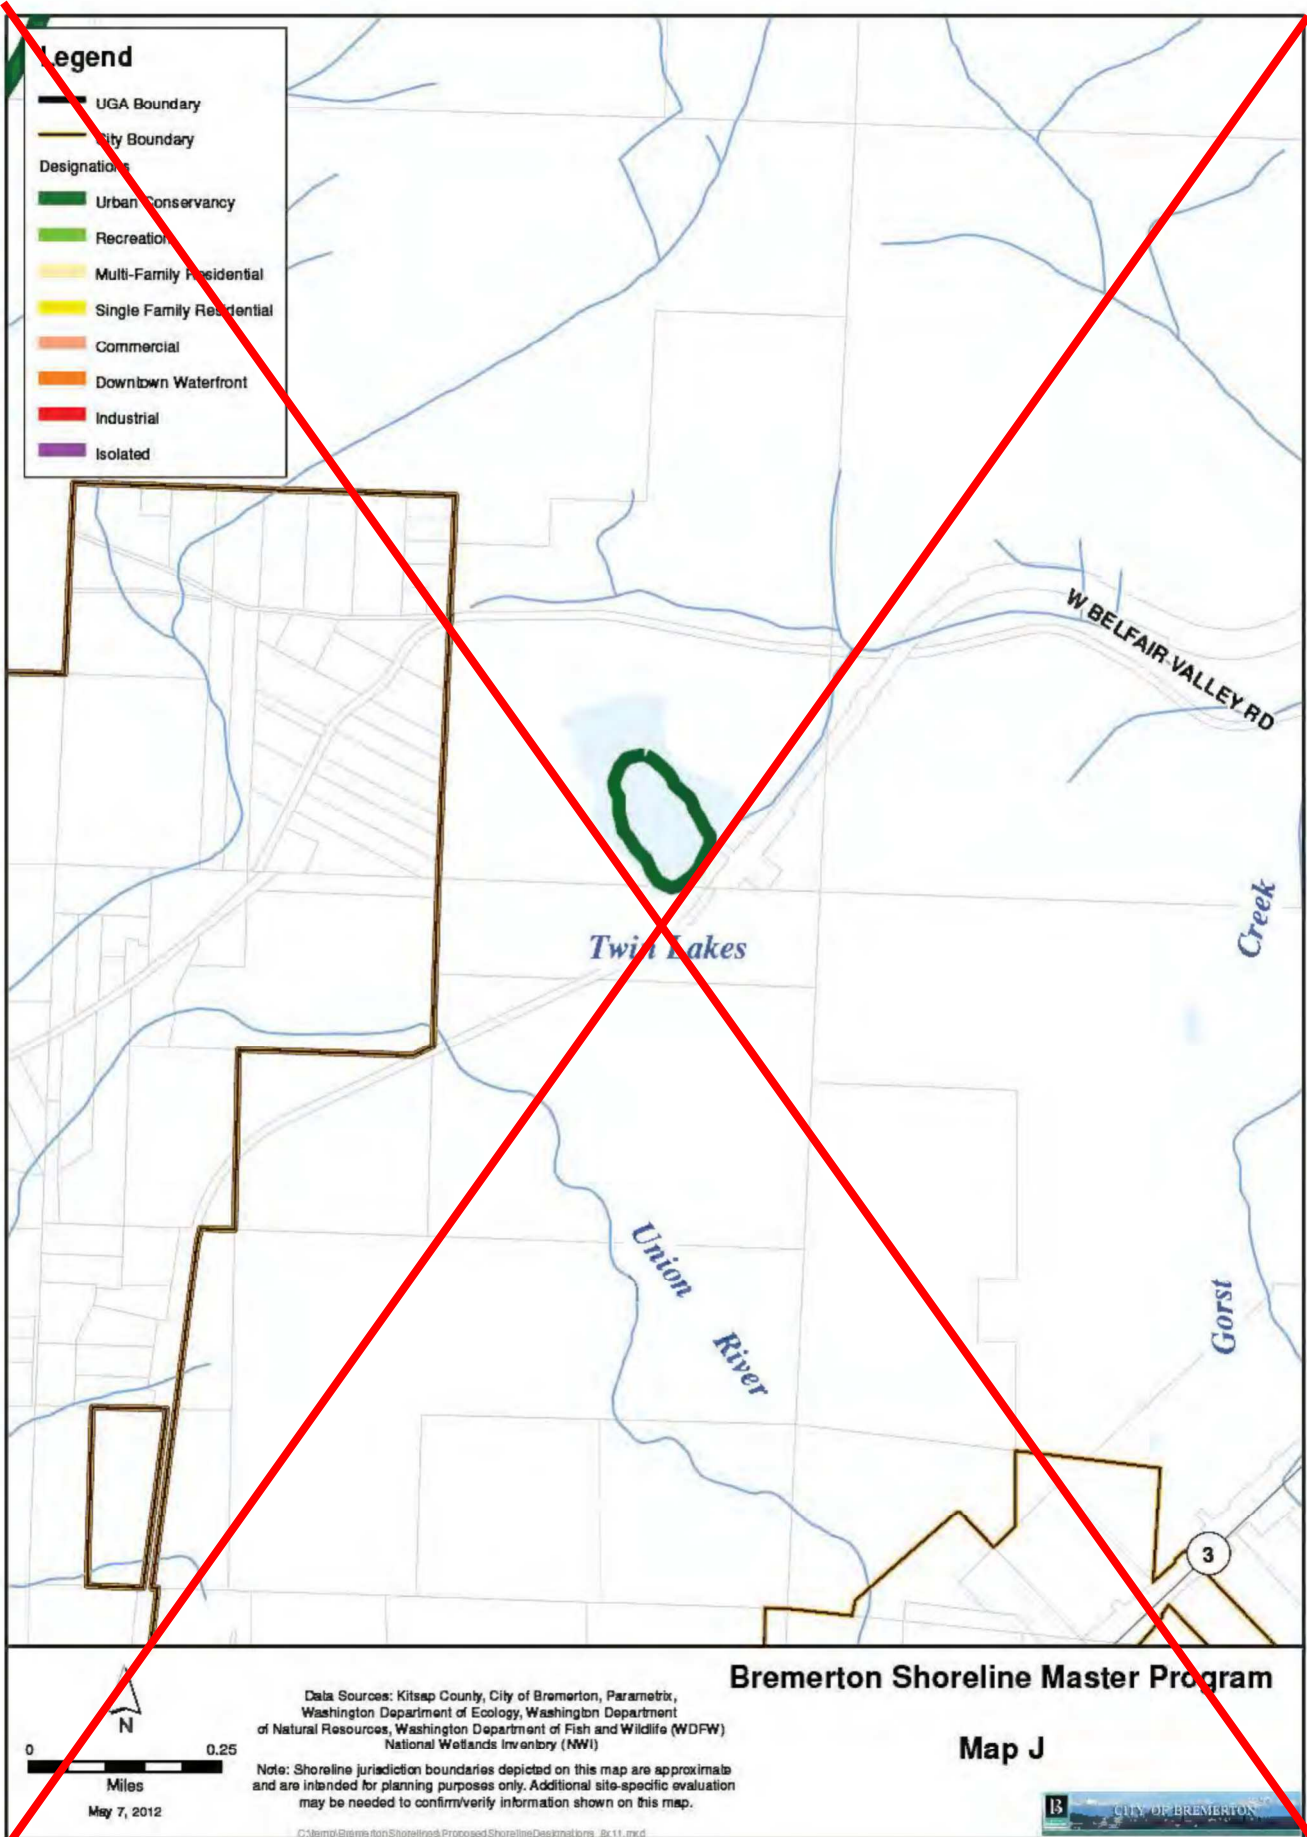 Legend
UGA Boundary
City Boundary
Designations
Urban Conservancy
Recreation
Multi-Family Residential
Single Family Residential
Commercial
Downtown Waterfront
Industrial
Isolated
W BELFAIR VALLEY RD
Twin Lakes
Creek
Union
River
Gorst
3
Bremerton Shoreline Master Program
Map J
N
0 0.25
Miles
May 7, 2012
Data Sources: Kitsap County, City of Bremerton, Parametrix,
Washington Department of Ecology, Washington Department
of Natural Resources, Washington Department of Fish and Wildlife (WDFW)
National Wetlands Inventory (NWI)
Note: Shoreline jurisdiction boundaries depicted on this map are approximate
and are intended for planning purposes only. Additional site-specific evaluation
may be needed to confirm/verify information shown on this map.
C:\temp\BremertonShorelines\ProposedShorelineDesignations_8x11.mxd
B CITY OF BREMERTON